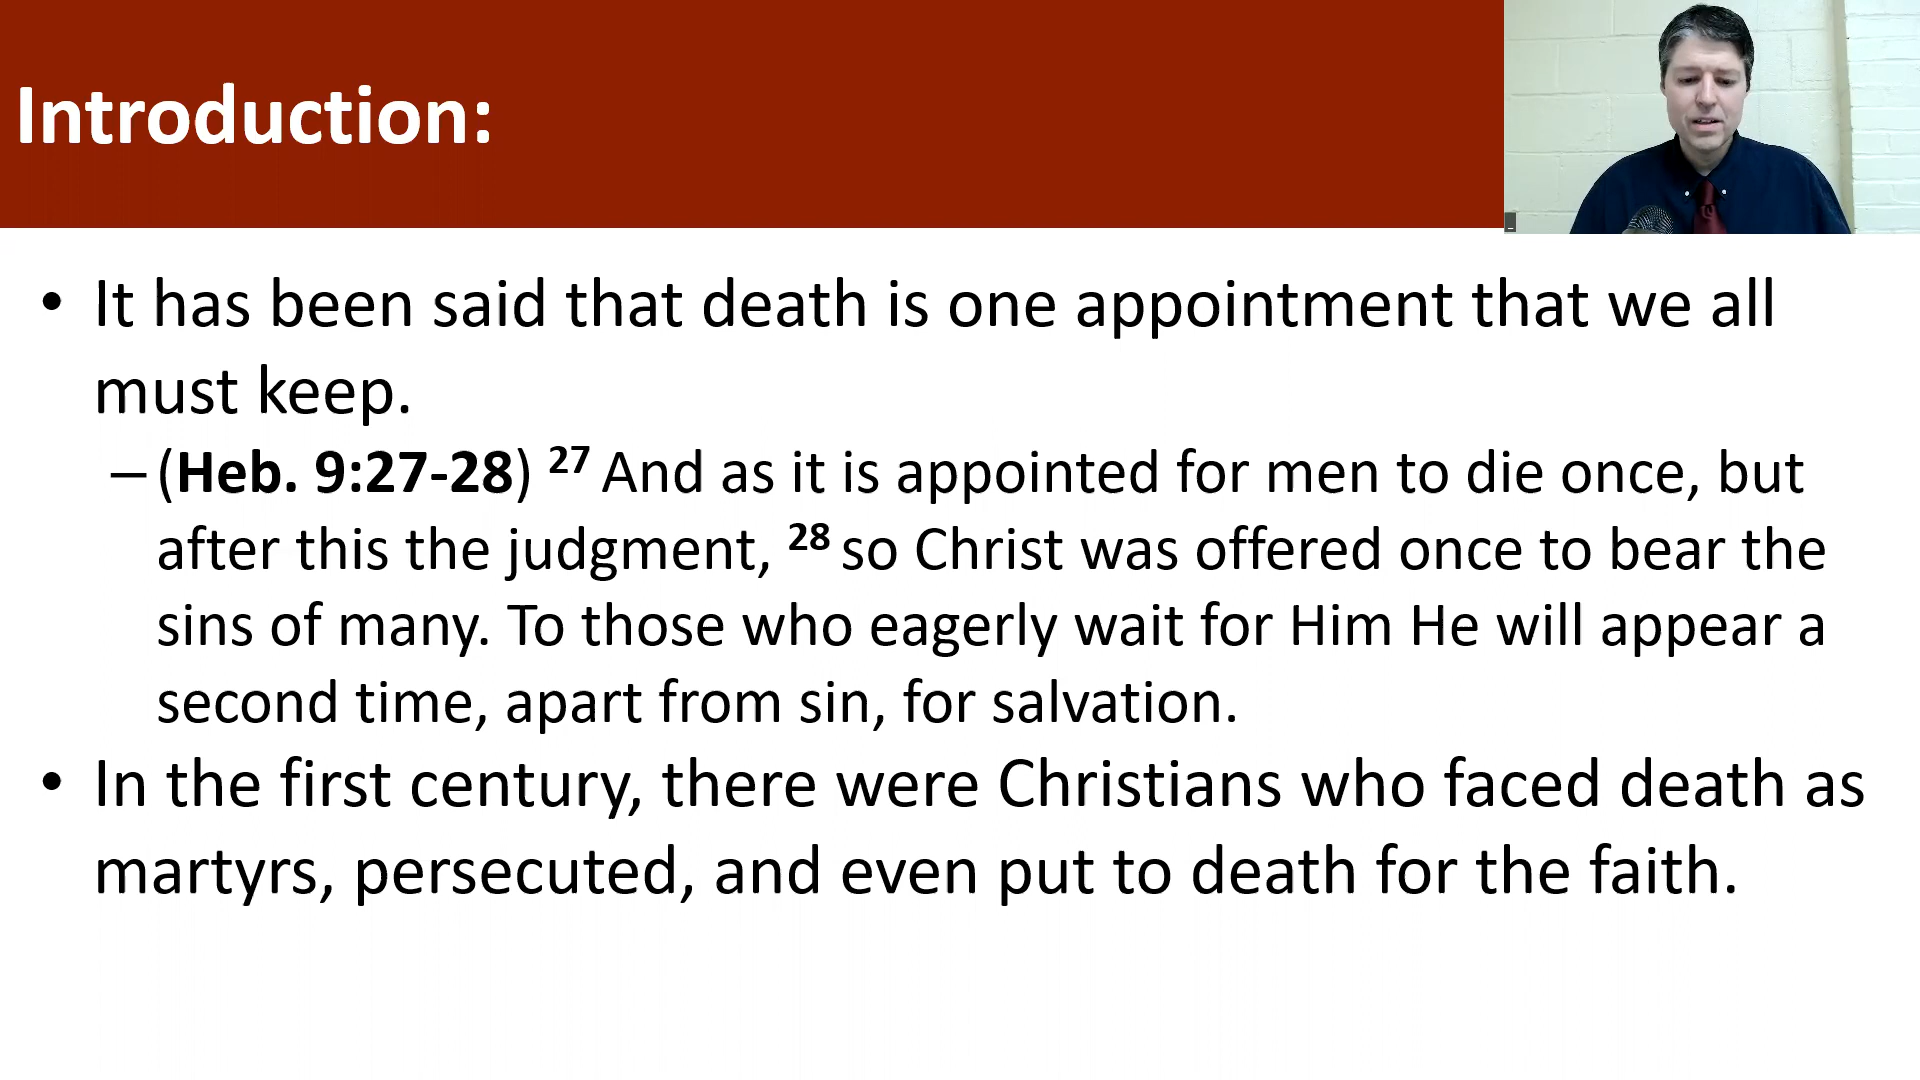 Introduction:
• It has been said that death is one appointment that we all
must keep.
– (Heb. 9:27-28) 27 And as it is appointed for men to die once, but
after this the judgment, 28 so Christ was offered once to bear the
sins of many. To those who eagerly wait for Him He will appear a
second time, apart from sin, for salvation.
• In the first century, there were Christians who faced death as
martyrs, persecuted, and even put to death for the faith.